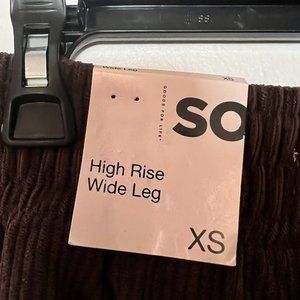 Wide Leg
XS
GOODS FOR LIFE
SO
High Rise
Wide Leg
XS